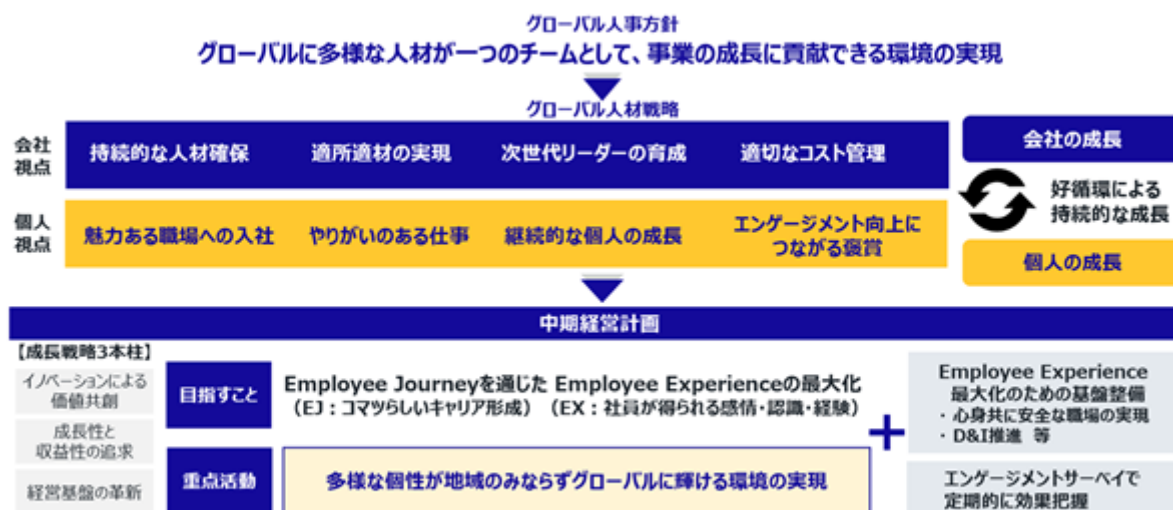 グローバル人事方針
グローバルに多様な人材が一つのチームとして、事業の成長に貢献できる環境の実現
グローバル人材戦略
会社
視点
持続的な人材確保
適所適材の実現
次世代リーダーの育成
適切なコスト管理
個人
視点
魅力ある職場への入社
やりがいのある仕事
継続的な個人の成長
エンゲージメント向上に
つながる褒賞
会社の成長
好循環による
持続的な成長
個人の成長
中期経営計画
【成長戦略3本柱】
イノベーションによる
価値共創
成長性と
収益性の追求
経営基盤の革新
目指すこと
Employee Journeyを通じた Employee Experienceの最大化
（EJ：コマツらしいキャリア形成）（EX：社員が得られる感情・認識・経験）
重点活動
多様な個性が地域のみならずグローバルに輝ける環境の実現
+
Employee Experience
最大化のための基盤整備
・心身共に安全な職場の実現
・D&I推進 等
エンゲージメントサーベイで
定期的に効果把握